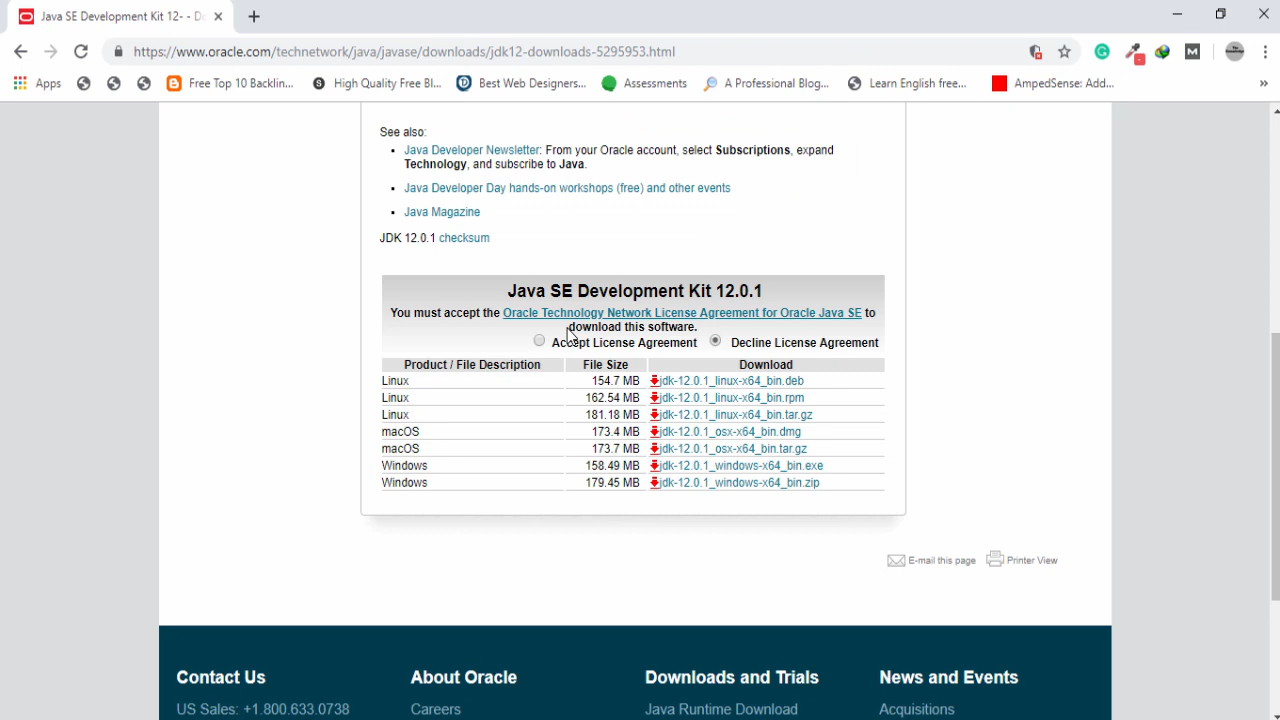 Java SE Development Kit 12- - Do
https://www.oracle.com/technetwork/java/javase/downloads/jdk12-downloads-5295953.html
Apps Free Top 10 Backlin... High Quality Free Bl... Best Web Designers... Assessments A Professional Blog... Learn English free... AmpedSense: Add... »
See also:
Java Developer Newsletter: From your Oracle account, select Subscriptions, expand
Technology, and subscribe to Java.
Java Developer Day hands-on workshops (free) and other events
Java Magazine
JDK 12.0.1 checksum
Java SE Development Kit 12.0.1
You must accept the Oracle Technology Network License Agreement for Oracle Java SE to
download this software.
Accept License Agreement Decline License Agreement
Product / File Description File Size Download
Linux 154.7 MB jdk-12.0.1_linux-x64_bin.deb
Linux 162.54 MB jdk-12.0.1_linux-x64_bin.rpm
Linux 181.18 MB jdk-12.0.1_linux-x64_bin.tar.gz
macOS 173.4 MB jdk-12.0.1_osx-x64_bin.dmg
macOS 173.7 MB jdk-12.0.1_osx-x64_bin.tar.gz
Windows 158.49 MB jdk-12.0.1_windows-x64_bin.exe
Windows 179.45 MB jdk-12.0.1_windows-x64_bin.zip
E-mail this page Printer View
Contact Us About Oracle Downloads and Trials News and Events
US Sales: +1.800.633.0738 Careers Java Runtime Download Acquisitions